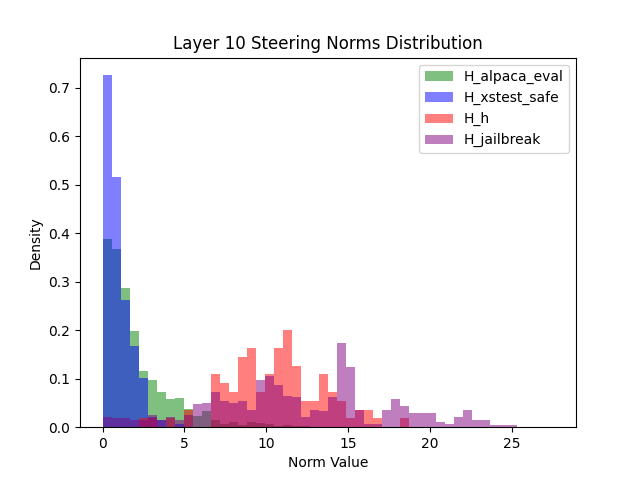 Layer 10 Steering Norms Distribution
H_alpaca_eval
H_xstest_safe
H_h
H_jailbreak
Density
0.7
0.6
0.5
0.4
0.3
0.2
0.1
0.0
0
5
10
15
20
25
Norm Value